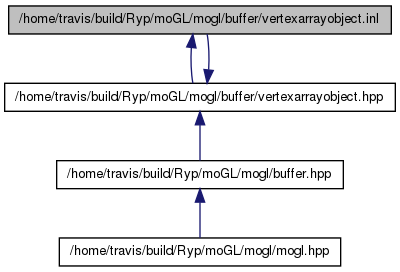 /home/travis/build/Ryp/moGL/mogl/buffer/vertexarrayobject.inl
/home/travis/build/Ryp/moGL/mogl/buffer/vertexarrayobject.hpp
/home/travis/build/Ryp/moGL/mogl/buffer.hpp
/home/travis/build/Ryp/moGL/mogl/mogl.hpp